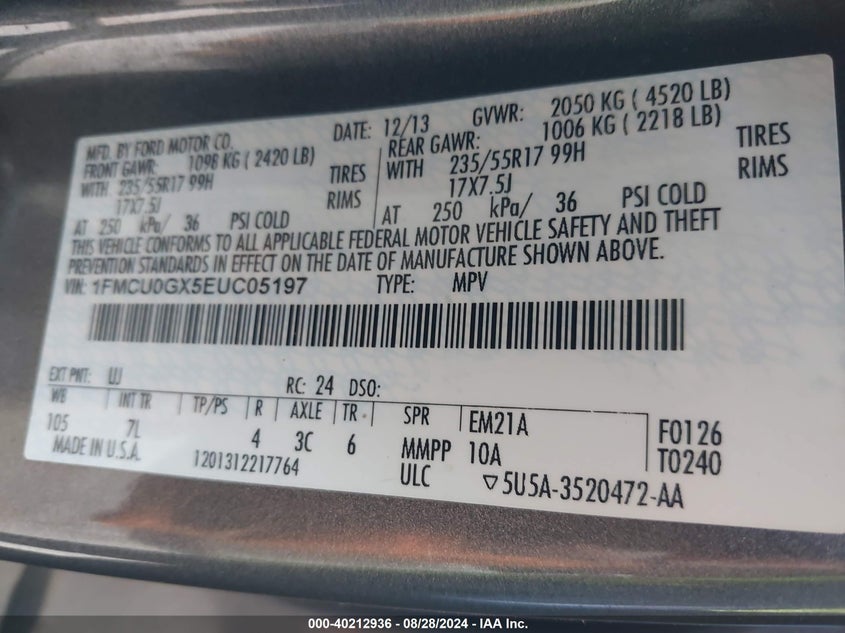 MFD. BY FORD MOTOR CO. DATE: 12/13 GVWR: 2050 KG ( 4520 LB)
FRONT GAWR: 1098 KG ( 2420 LB) REAR GAWR: 1006 KG ( 2218 LB)
WITH 235/55R17 99H TIRES WITH 235/55R17 99H TIRES
17X7.5J RIMS 17X7.5J RIMS
AT 250 kPa/ 36 PSI COLD AT 250 kPa/ 36 PSI COLD
THIS VEHICLE CONFORMS TO ALL APPLICABLE FEDERAL MOTOR VEHICLE SAFETY AND THEFT
PREVENTION STANDARDS IN EFFECT ON THE DATE OF MANUFACTURE SHOWN ABOVE.
VIN: 1FMCU0GX5EUC05197 TYPE: MPV
EXT PNT: UJ RC: 24 DSO:
WB INT TR TP/PS R AXLE TR SPR EM21A F0126
105 7L 4 3C 6 MMPP 10A T0240
MADE IN U.S.A. 1201312217764 ULC ▽5U5A-3520472-AA
000-40212936 - 08/28/2024 - IAA Inc.